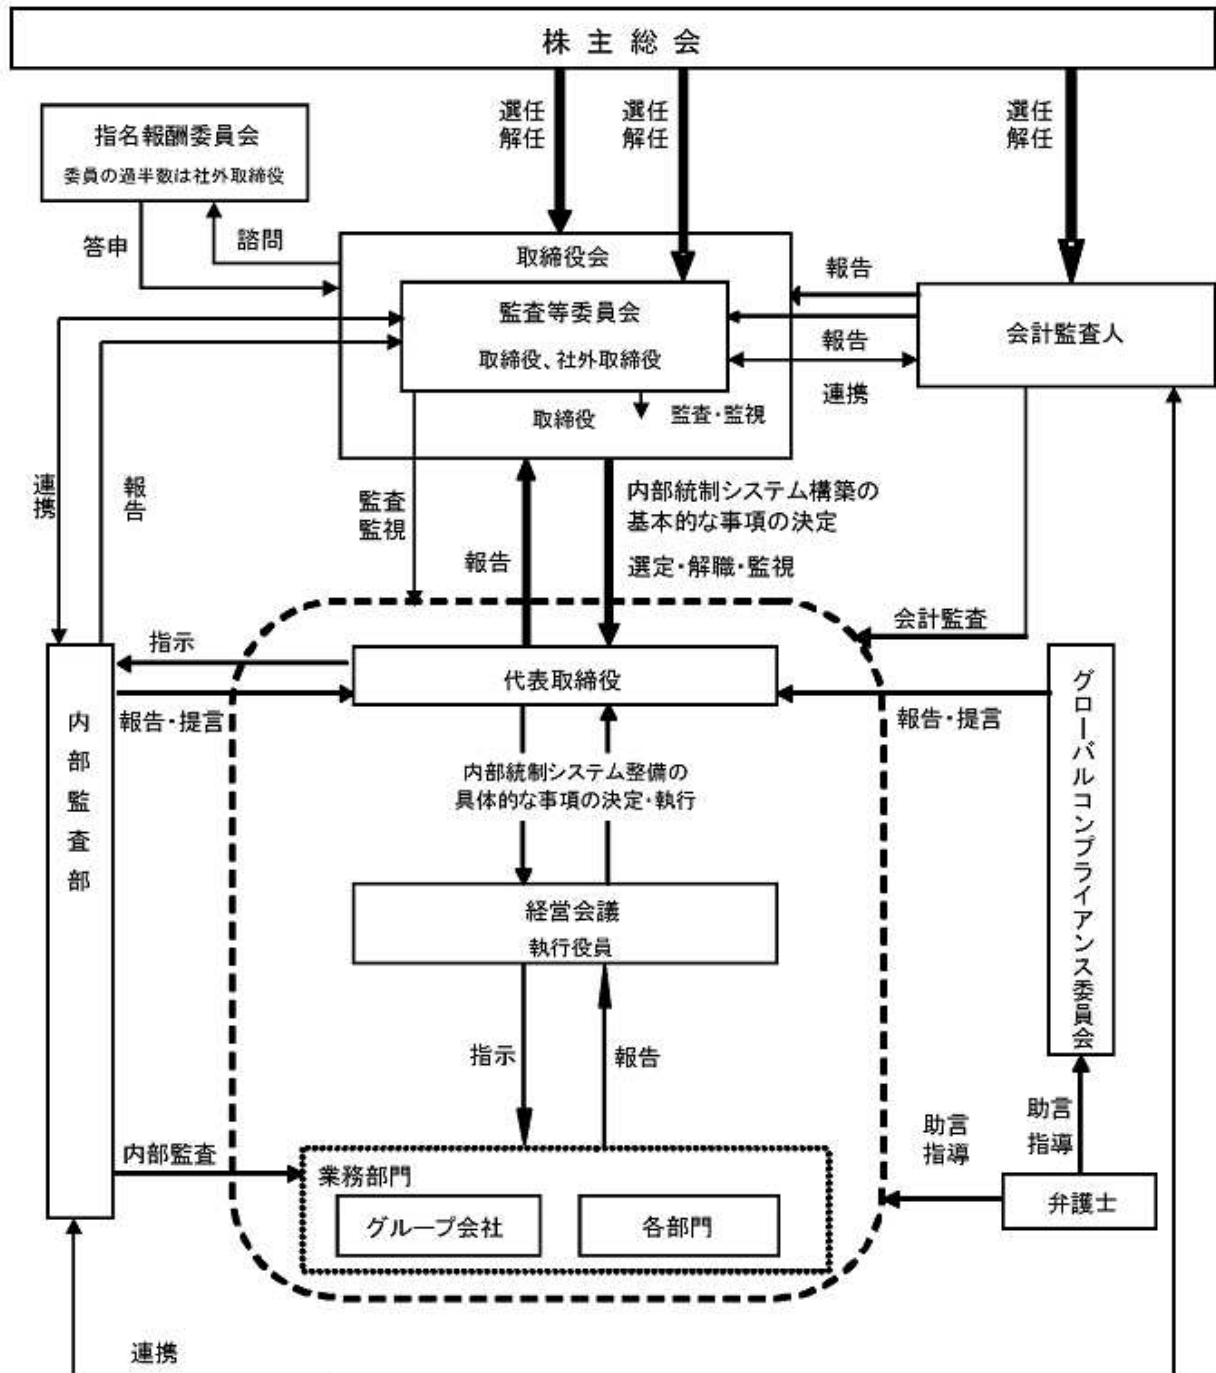 株主総会
選任
解任
選任
解任
選任
解任
指名報酬委員会
委員の過半数は社外取締役
答申
諮問
取締役会
監査等委員会
取締役、社外取締役
取締役
監査・監視
報告
報告
連携
会計監査人
連携
報告
監査
監視
報告
内部統制システム構築の
基本的な事項の決定
選定・解職・監視
会計監査
指示
代表取締役
報告・提言
報告・提言
内部監査部
グローバルコンプライアンス委員会
内部統制システム整備の
具体的な事項の決定・執行
経営会議
執行役員
指示
報告
助言
指導
助言
指導
内部監査
業務部門
グループ会社
各部門
弁護士
連携